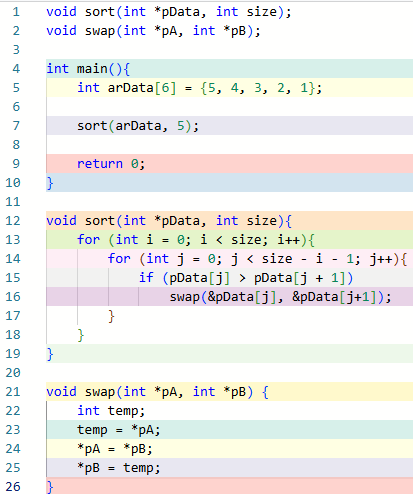 1 void sort(int *pData, int size);
2 void swap(int *pA, int *pB);
3
4 int main(){
5     int arData[6] = {5, 4, 3, 2, 1};
6
7     sort(arData, 5);
8
9     return 0;
10 }
11
12 void sort(int *pData, int size){
13     for (int i = 0; i < size; i++){
14         for (int j = 0; j < size - i - 1; j++){
15             if (pData[j] > pData[j + 1])
16                 swap(&pData[j], &pData[j+1]);
17         }
18     }
19 }
20
21 void swap(int *pA, int *pB) {
22     int temp;
23     temp = *pA;
24     *pA = *pB;
25     *pB = temp;
26 }